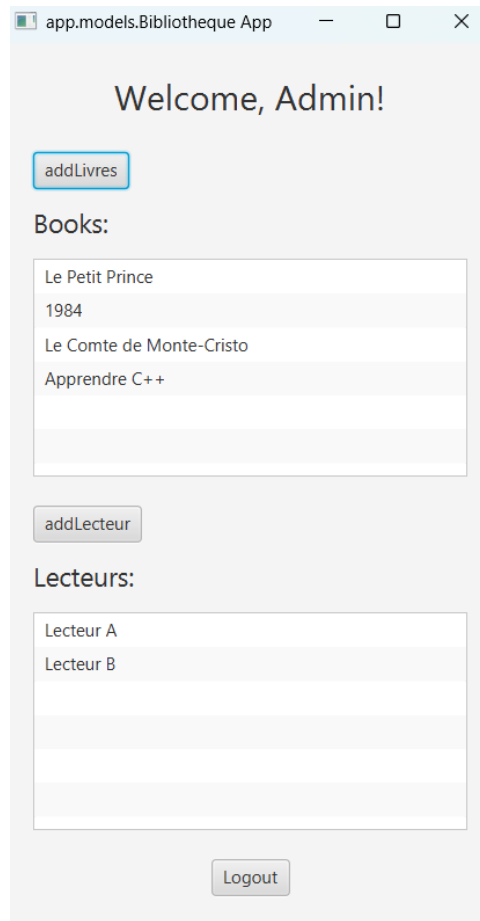 app.models.Bibliotheque App
Welcome, Admin!
addLivres
Books:
Le Petit Prince
1984
Le Comte de Monte-Cristo
Apprendre C++
addLecteur
Lecteurs:
Lecteur A
Lecteur B
Logout